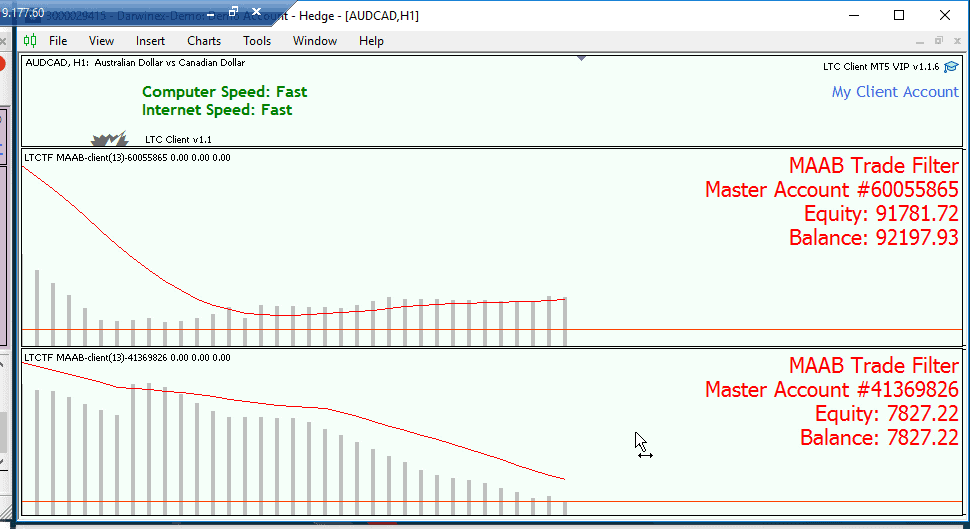 9.177.60
3000029415 - Darwinex-Demo: Demo Account - Hedge - [AUDCAD,H1]
File View Insert Charts Tools Window Help
AUDCAD, H1: Australian Dollar vs Canadian Dollar
LTC Client MT5 VIP v1.1.6
Computer Speed: Fast
My Client Account
Internet Speed: Fast
LTC Client v1.1
LTCTF MAAB-client(13)-60055865 0.00 0.00 0.00
MAAB Trade Filter
Master Account #60055865
Equity: 91781.72
Balance: 92197.93
LTCTF MAAB-client(13)-41369826 0.00 0.00 0.00
MAAB Trade Filter
Master Account #41369826
Equity: 7827.22
Balance: 7827.22